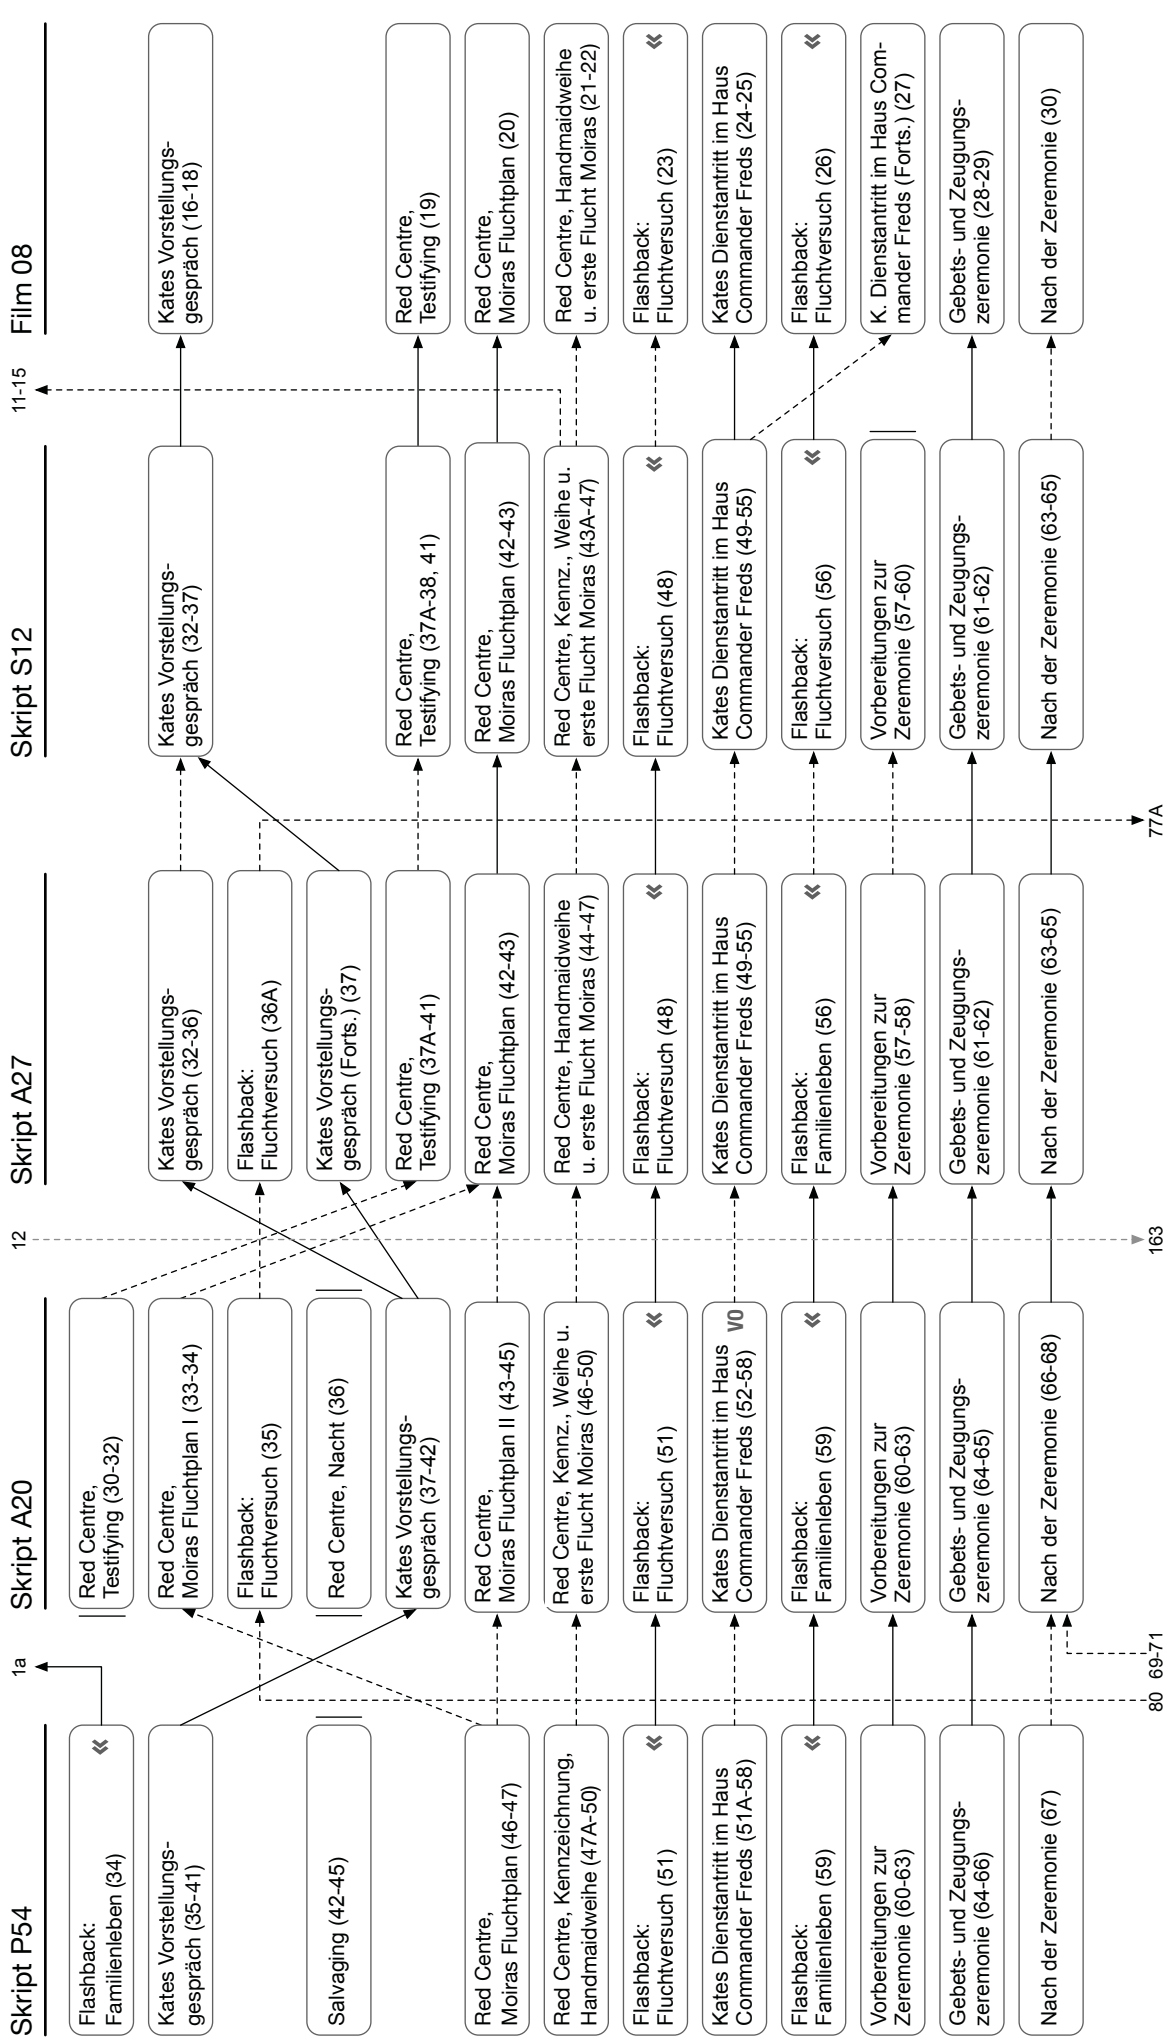 Skript P54
Flashback:
Familienleben (34)
«
Kates Vorstellungs-
gespräch (35-41)
Salvaging (42-45)
Red Centre,
Moiras Fluchtplan (46-47)
Red Centre, Kennzeichnung,
Handmaidweihe (47A-50)
Flashback:
Fluchtversuch (51)
«
Kates Dienstantritt im Haus
Commander Freds (51A-58)
Flashback:
Familienleben (59)
«
Vorbereitungen zur
Zeremonie (60-63)
Gebets- und Zeugungs-
zeremonie (64-66)
Nach der Zeremonie (67)
1a
80
69-71
Skript A20
Red Centre,
Testifying (30-32)
Red Centre,
Moiras Fluchtplan I (33-34)
Flashback:
Fluchtversuch (35)
Red Centre, Nacht (36)
Kates Vorstellungs-
gespräch (37-42)
Red Centre,
Moiras Fluchtplan II (43-45)
Red Centre, Kennz., Weihe u.
erste Flucht Moiras (46-50)
Flashback:
Fluchtversuch (51)
«
Kates Dienstantritt im Haus
Commander Freds (52-58)
VO
Flashback:
Familienleben (59)
«
Vorbereitungen zur
Zeremonie (60-63)
Gebets- und Zeugungs-
zeremonie (64-65)
Nach der Zeremonie (66-68)
12
163
Skript A27
Kates Vorstellungs-
gespräch (32-36)
Flashback:
Fluchtversuch (36A)
Kates Vorstellungs-
gespräch (Forts.) (37)
Red Centre,
Testifying (37A-41)
Red Centre,
Moiras Fluchtplan (42-43)
Red Centre, Handmaidweihe
u. erste Flucht Moiras (44-47)
Flashback:
Fluchtversuch (48)
«
Kates Dienstantritt im Haus
Commander Freds (49-55)
Flashback:
Familienleben (56)
«
Vorbereitungen zur
Zeremonie (57-58)
Gebets- und Zeugungs-
zeremonie (61-62)
Nach der Zeremonie (63-65)
77A
Skript S12
Kates Vorstellungs-
gespräch (32-37)
Red Centre,
Testifying (37A-38, 41)
Red Centre,
Moiras Fluchtplan (42-43)
Red Centre, Kennz., Weihe u.
erste Flucht Moiras (43A-47)
Flashback:
Fluchtversuch (48)
«
Kates Dienstantritt im Haus
Commander Freds (49-55)
Flashback:
Fluchtversuch (56)
«
Vorbereitungen zur
Zeremonie (57-60)
Gebets- und Zeugungs-
zeremonie (61-62)
Nach der Zeremonie (63-65)
11-15
Film 08
Kates Vorstellungs-
gespräch (16-18)
Red Centre,
Testifying (19)
Red Centre,
Moiras Fluchtplan (20)
Red Centre, Handmaidweihe
u. erste Flucht Moiras (21-22)
Flashback:
Fluchtversuch (23)
«
Kates Dienstantritt im Haus
Commander Freds (24-25)
Flashback:
Fluchtversuch (26)
«
K. Dienstantritt im Haus Com-
mander Freds (Forts.) (27)
Gebets- und Zeugungs-
zeremonie (28-29)
Nach der Zeremonie (30)